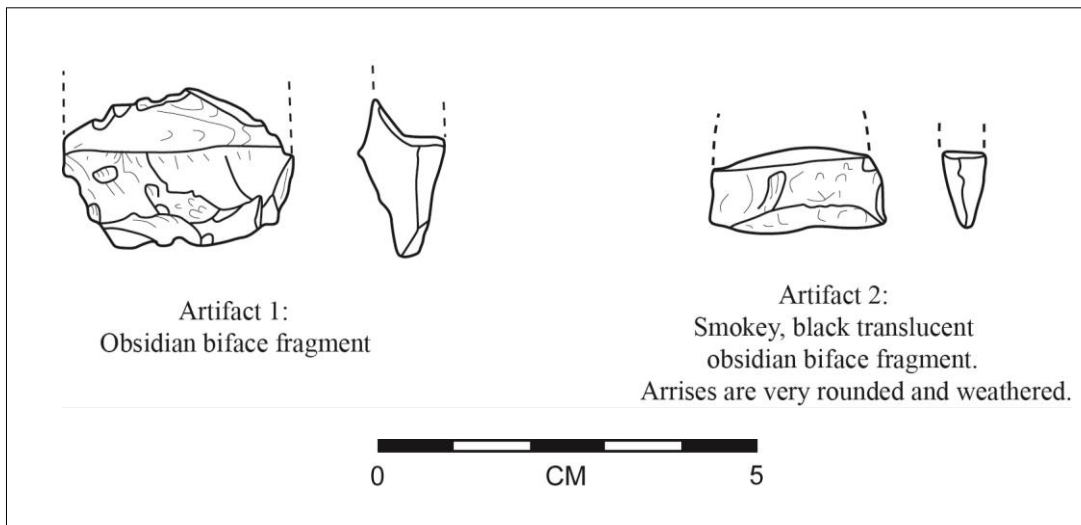 Artifact 1:
Obsidian biface fragment
Artifact 2:
Smokey, black translucent
obsidian biface fragment.
Arrises are very rounded and weathered.
0 CM 5